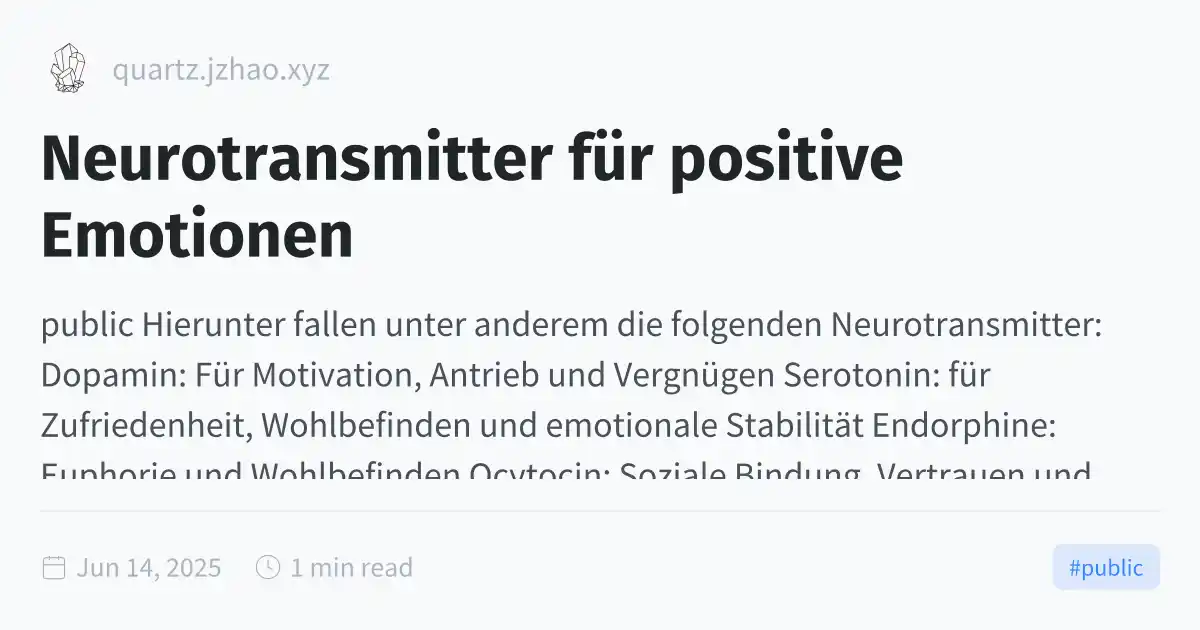 quartz.jzhao.xyz
Neurotransmitter für positive
Emotionen
public Hierunter fallen unter anderem die folgenden Neurotransmitter:
Dopamin: Für Motivation, Antrieb und Vergnügen Serotonin: für
Zufriedenheit, Wohlbefinden und emotionale Stabilität Endorphine:
Euphorie und Wohlbefinden Ocytocin: Soziale Bindung, Vertrauen und
Jun 14, 2025 1 min read
#public